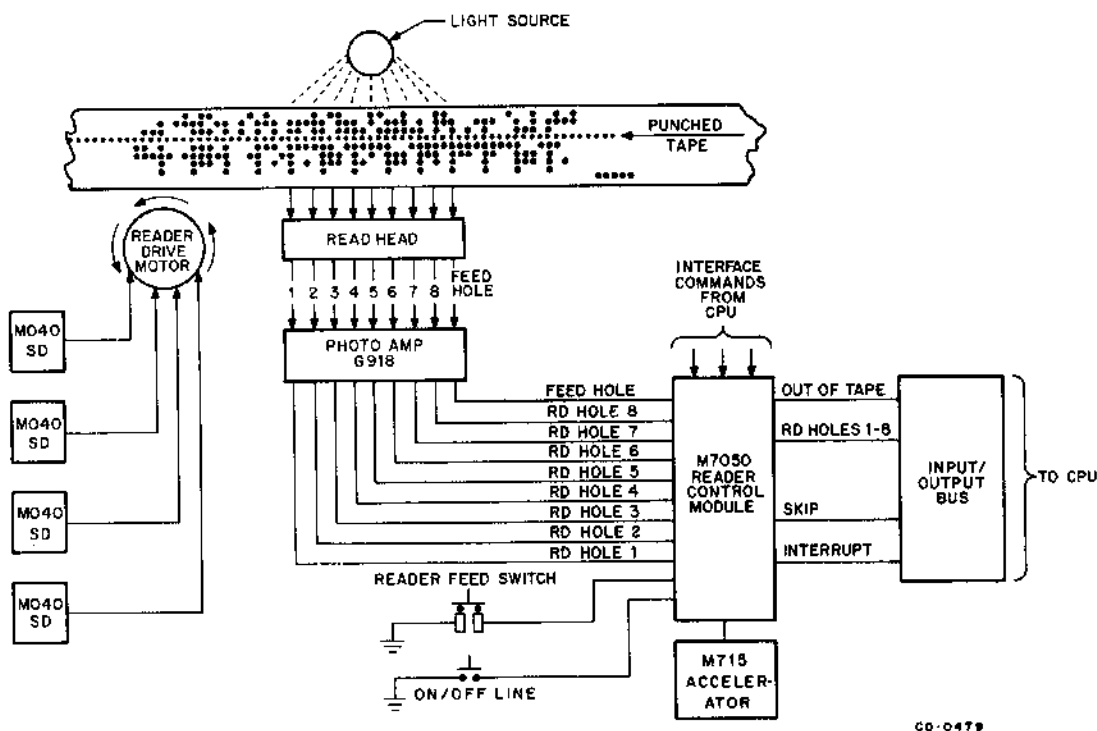 LIGHT SOURCE
PUNCHED
TAPE
READER
DRIVE
MOTOR
READ HEAD
1 2 3 4 5 6 7 8
FEED
HOLE
PHOTO AMP
G918
M040
SD
M040
SD
M040
SD
M040
SD
INTERFACE
COMMANDS
FROM
CPU
FEED HOLE
RD HOLE 8
RD HOLE 7
RD HOLE 6
RD HOLE 5
RD HOLE 4
RD HOLE 3
RD HOLE 2
RD HOLE 1
M7050
READER
CONTROL
MODULE
OUT OF TAPE
RD HOLES 1-8
SKIP
INTERRUPT
INPUT/
OUTPUT
BUS
TO CPU
READER FEED SWITCH
ON/OFF LINE
M715
ACCELER-
ATOR
CD-0479